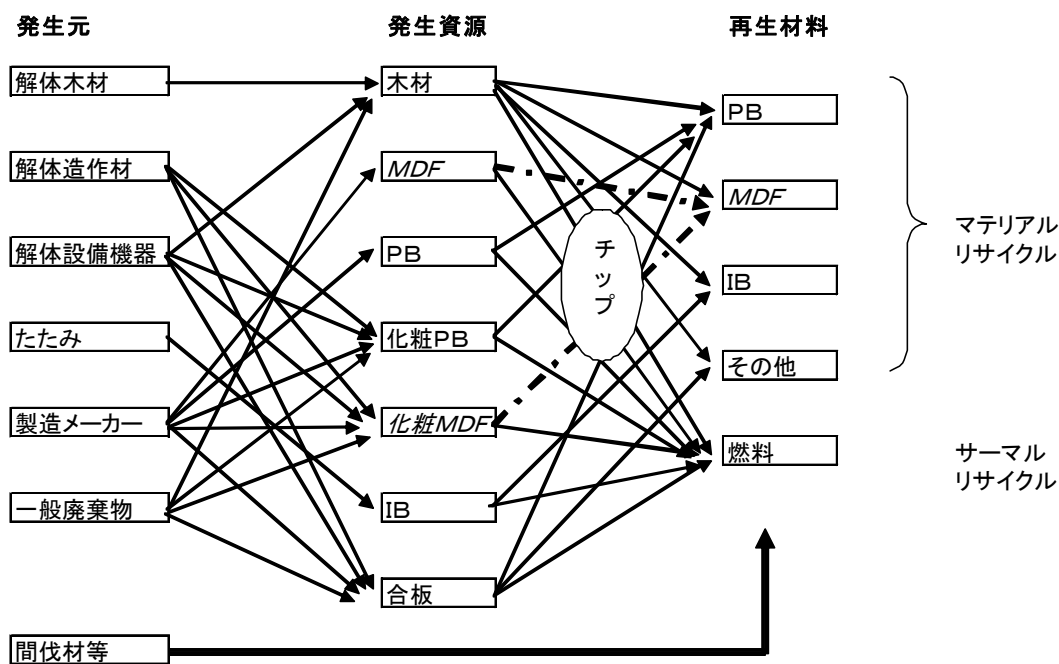 発生元
発生資源
再生材料
解体木材
解体造作材
解体設備機器
たたみ
製造メーカー
一般廃棄物
間伐材等
木材
MDF
PB
化粧PB
化粧MDF
IB
合板
チップ
PB
MDF
IB
その他
燃料
マテリアル
リサイクル
サーマル
リサイクル